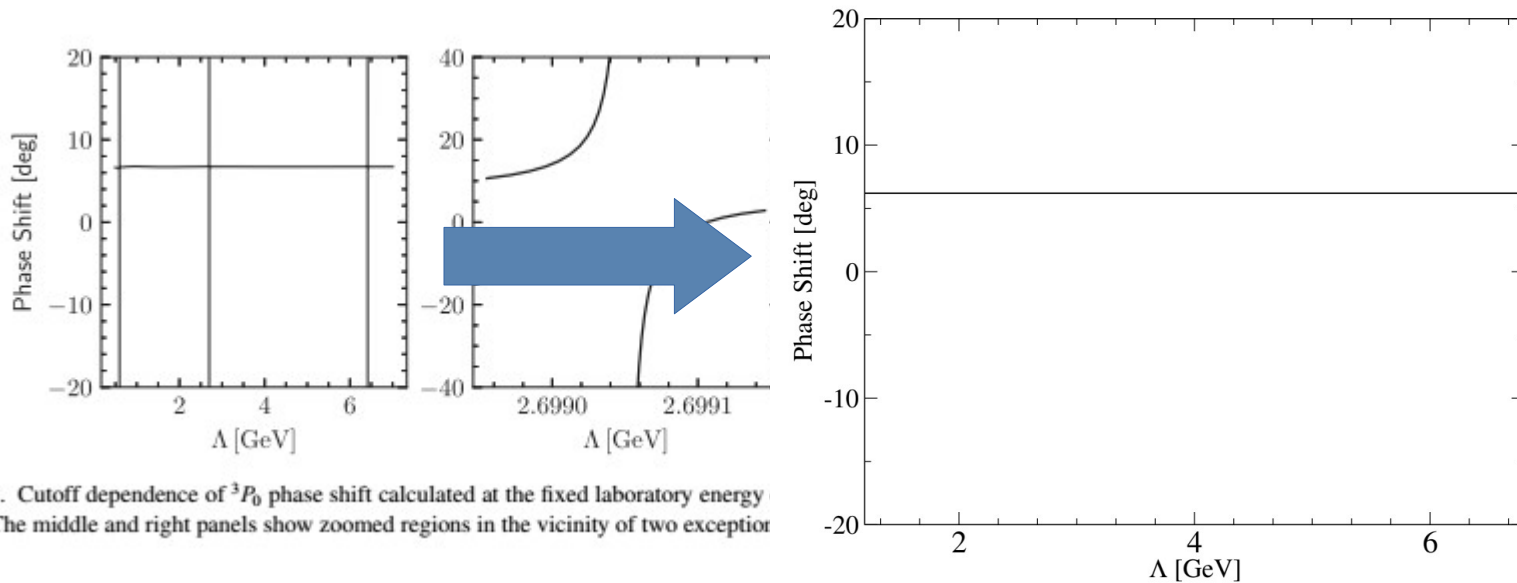 20
10
0
−10
−20
Phase Shift [deg]
2 4 6
Λ [GeV]
40
20
0
−20
−40
2.6990 2.6991
Λ [GeV]
20
10
0
-10
-20
Phase Shift [deg]
2 4 6
Λ [GeV]
. Cutoff dependence of ³P₀ phase shift calculated at the fixed laboratory energy
The middle and right panels show zoomed regions in the vicinity of two exception